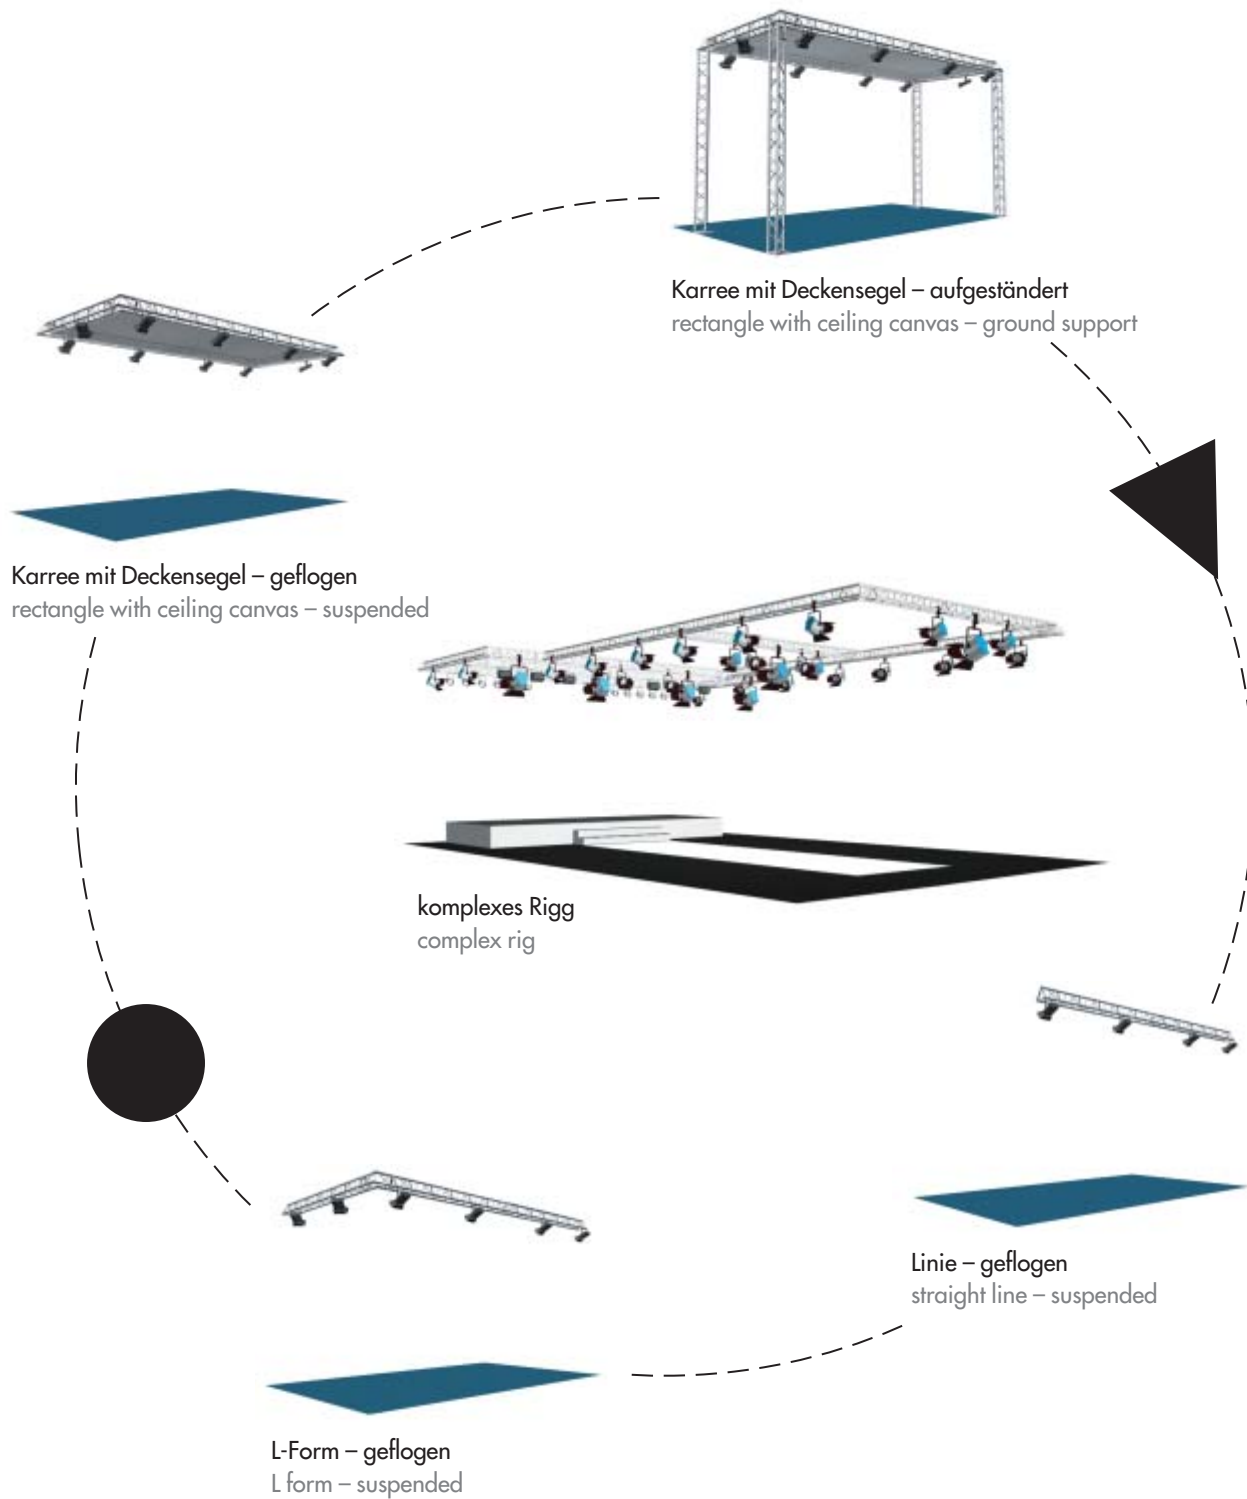 Karree mit Deckensegel – aufgeständert
rectangle with ceiling canvas – ground support
Karree mit Deckensegel – geflogen
rectangle with ceiling canvas – suspended
komplexes Rigg
complex rig
Linie – geflogen
straight line – suspended
L-Form – geflogen
L form – suspended